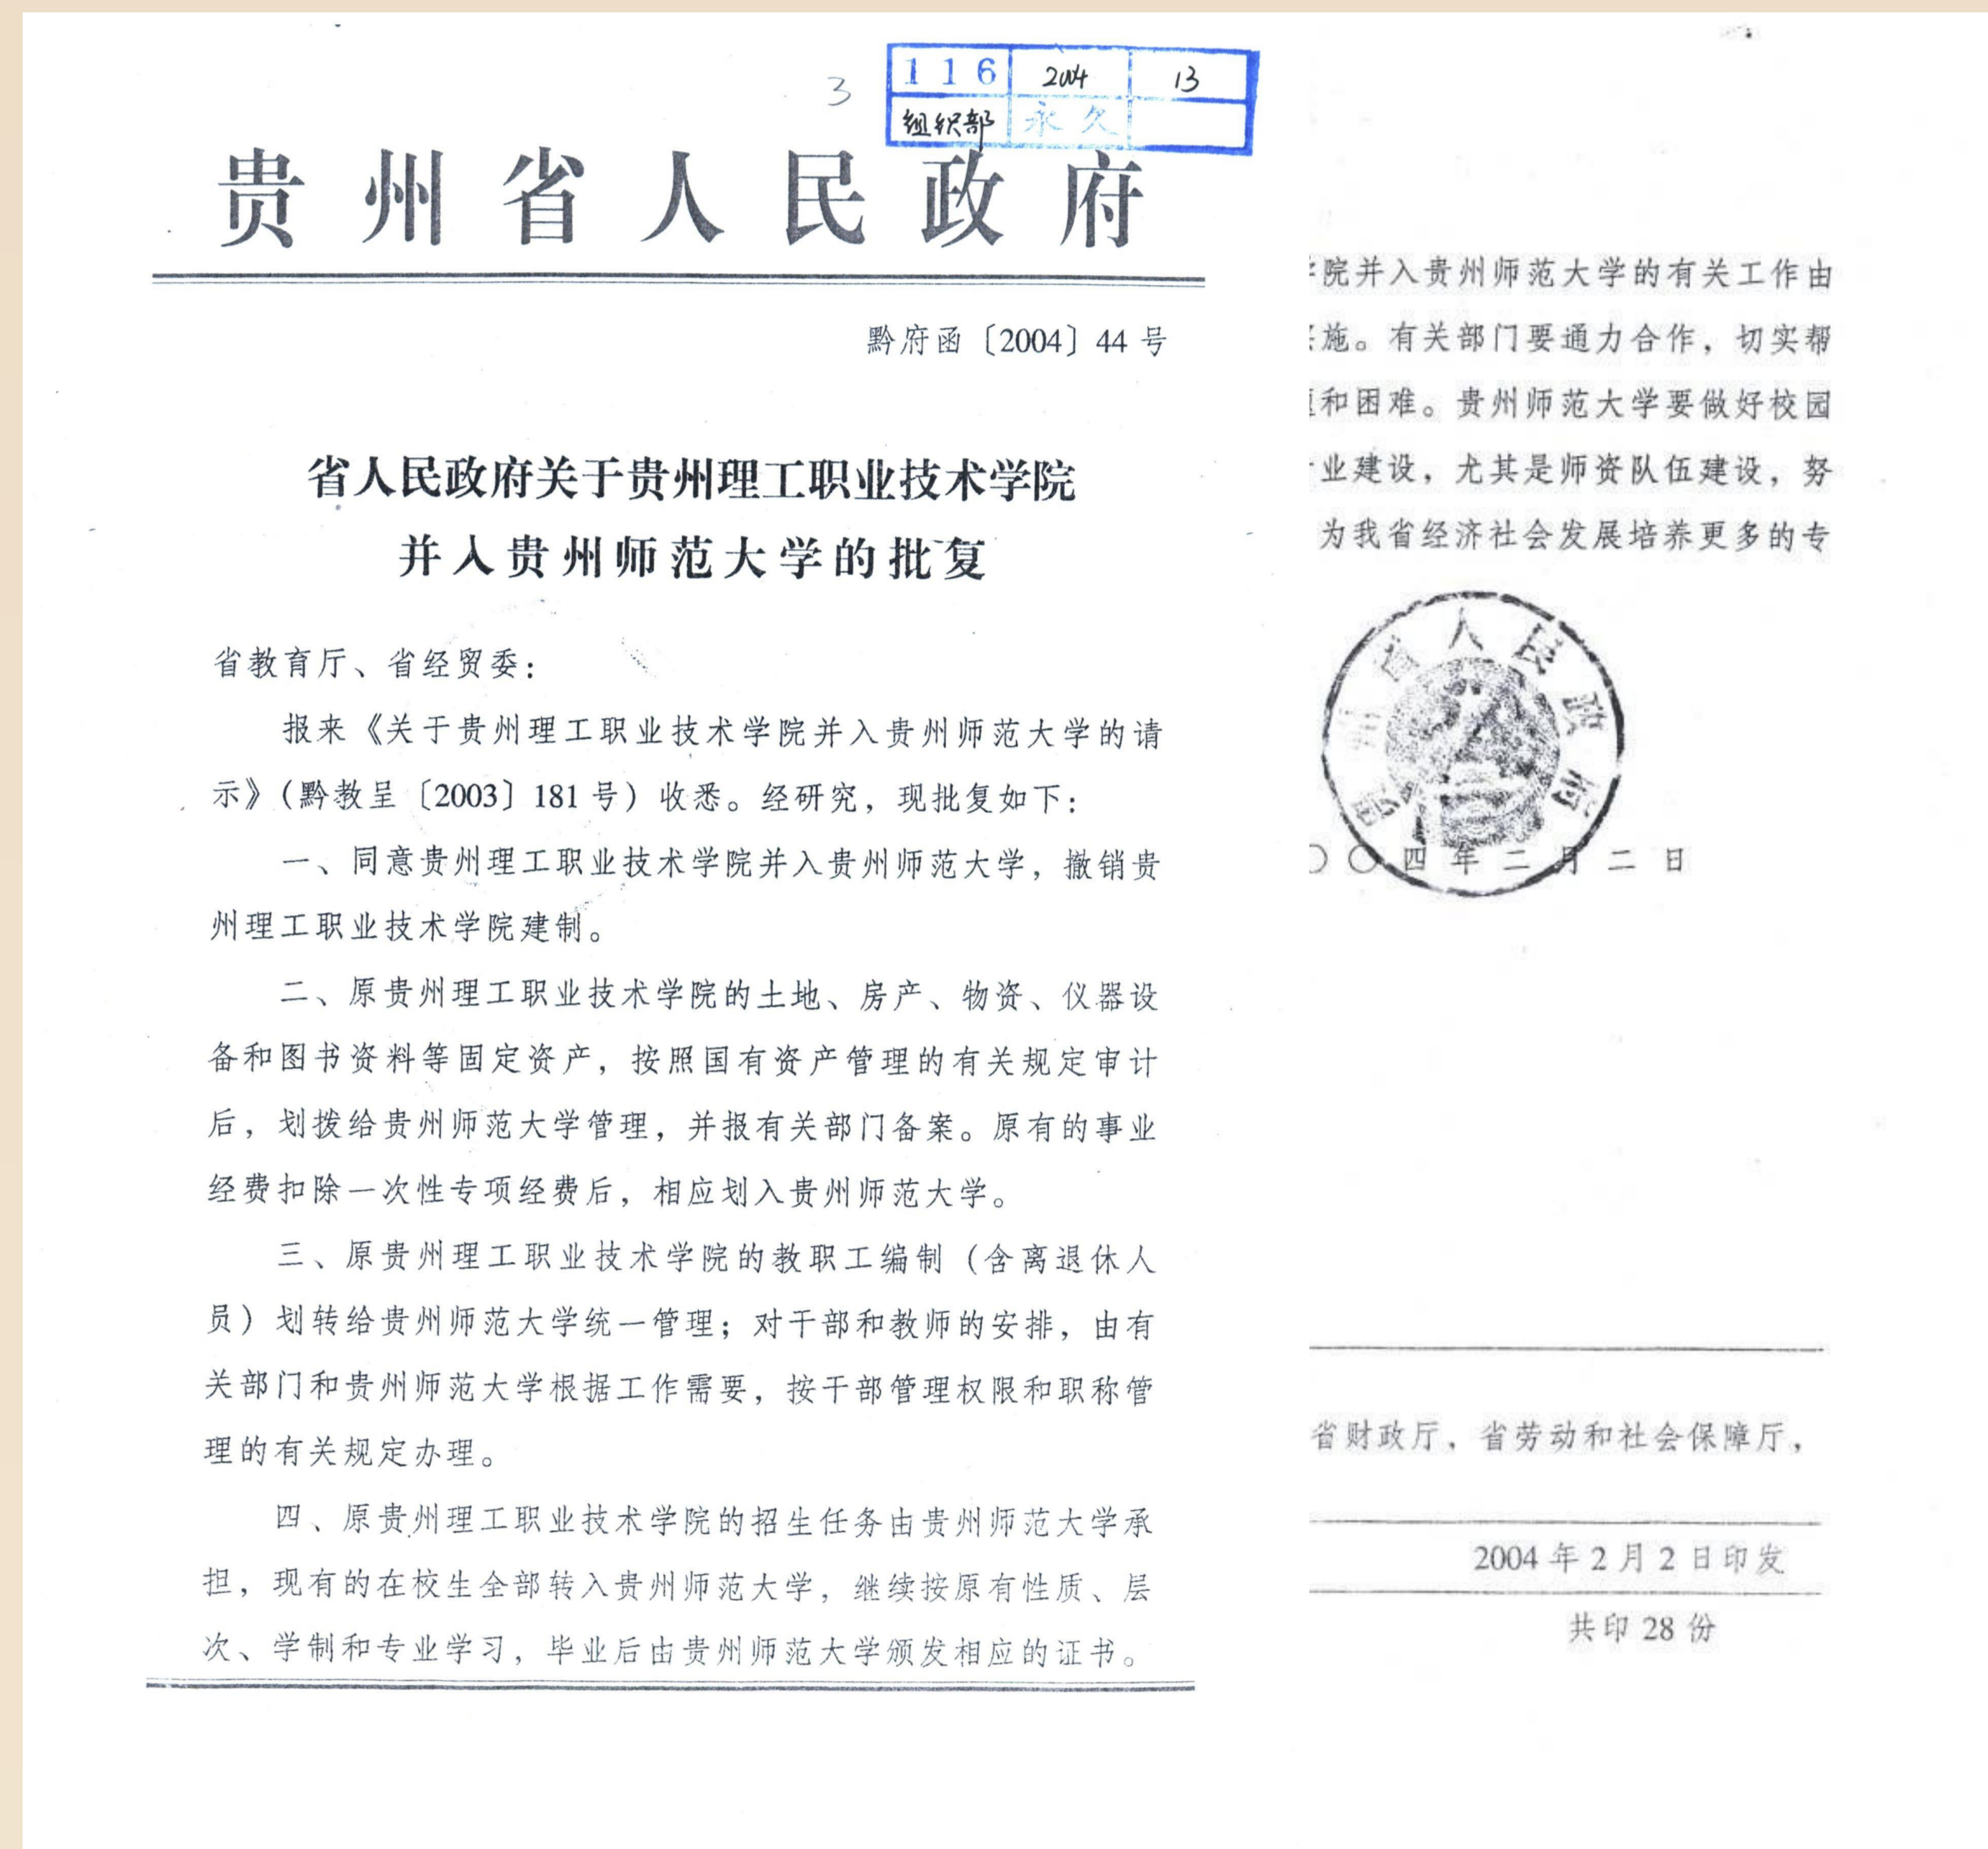 3
116 2004 13
组织部 永久
贵州省人民政府
黔府函〔2004〕44号
省人民政府关于贵州理工职业技术学院
并入贵州师范大学的批复
省教育厅、省经贸委：
报来《关于贵州理工职业技术学院并入贵州师范大学的请
示》（黔教呈〔2003〕181号）收悉。经研究，现批复如下：
一、同意贵州理工职业技术学院并入贵州师范大学，撤销贵
州理工职业技术学院建制。
二、原贵州理工职业技术学院的土地、房产、物资、仪器设
备和图书资料等固定资产，按照国有资产管理的有关规定审计
后，划拨给贵州师范大学管理，并报有关部门备案。原有的事业
经费扣除一次性专项经费后，相应划入贵州师范大学。
三、原贵州理工职业技术学院的教职工编制（含离退休人
员）划转给贵州师范大学统一管理；对干部和教师的安排，由有
关部门和贵州师范大学根据工作需要，按干部管理权限和职称管
理的有关规定办理。
四、原贵州理工职业技术学院的招生任务由贵州师范大学承
担，现有的在校生全部转入贵州师范大学，继续按原有性质、层
次、学制和专业学习，毕业后由贵州师范大学颁发相应的证书。
院并入贵州师范大学的有关工作由
施。有关部门要通力合作，切实帮
和困难。贵州师范大学要做好校园
业建设，尤其是师资队伍建设，努
为我省经济社会发展培养更多的专
贵州省人民政府
〇〇四年二月二日
省财政厅，省劳动和社会保障厅，
2004年2月2日印发
共印28份